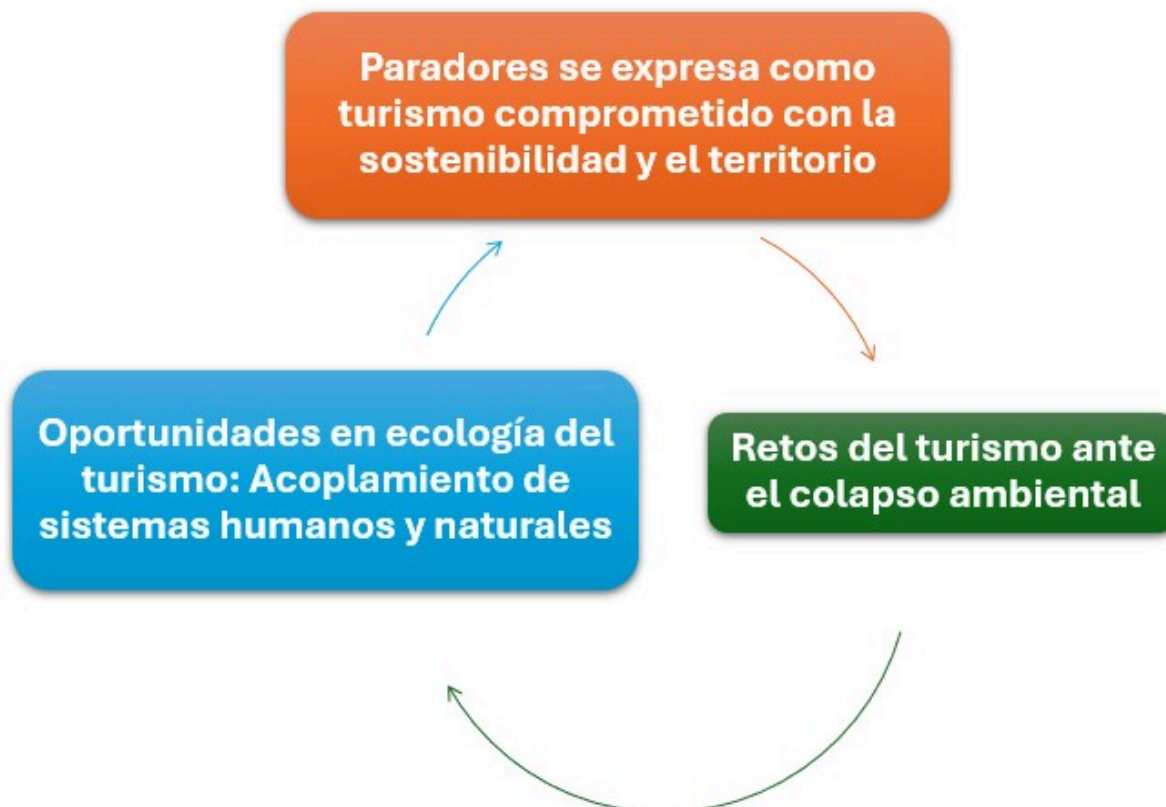 Paradores se expresa como
turismo comprometido con la
sostenibilidad y el territorio
Retos del turismo ante
el colapso ambiental
Oportunidades en ecología del
turismo: Acoplamiento de
sistemas humanos y naturales